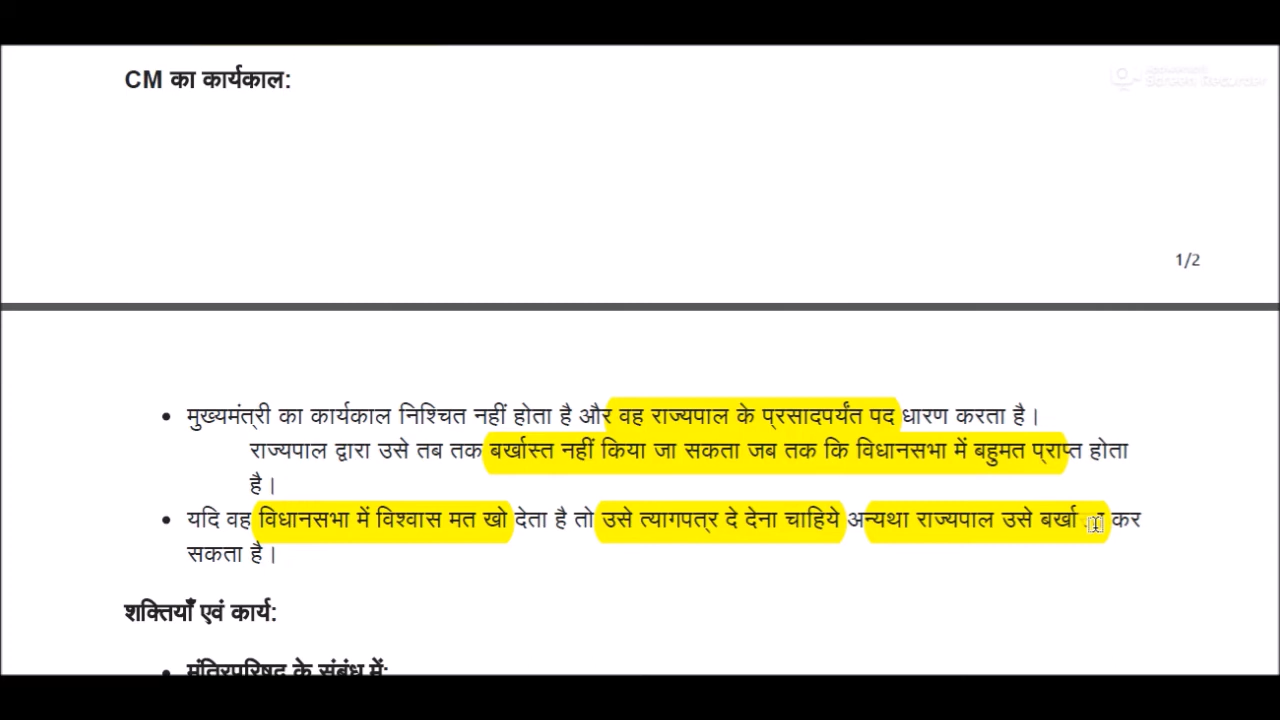 CM का कार्यकाल:
1/2
मुख्यमंत्री का कार्यकाल निश्चित नहीं होता है और वह राज्यपाल के प्रसादपर्यंत पद धारण करता है।
राज्यपाल द्वारा उसे तब तक बर्खास्त नहीं किया जा सकता जब तक कि विधानसभा में बहुमत प्राप्त होता
है।
यदि वह विधानसभा में विश्वास मत खो देता है तो उसे त्यागपत्र दे देना चाहिये अन्यथा राज्यपाल उसे कर
सकता है।
शक्तियाँ एवं कार्य:
मंत्रिपरिषद के संबंध में: